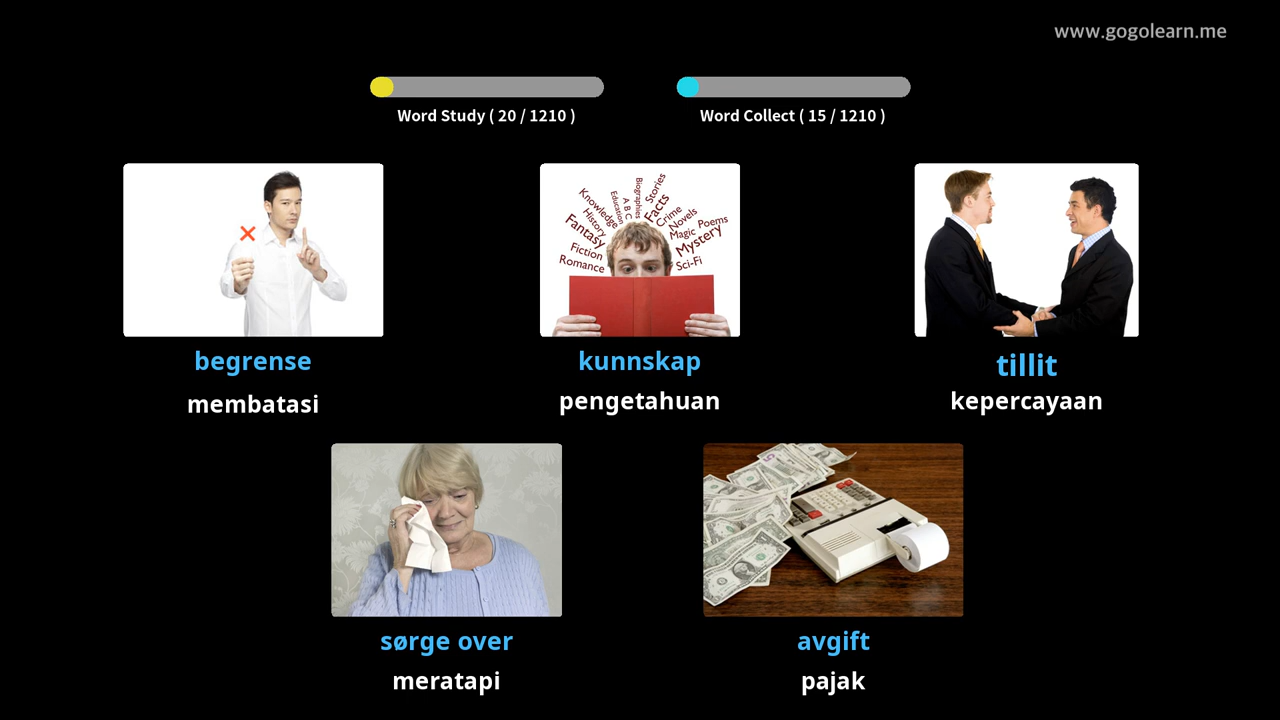 www.gogolearn.me
Word Study ( 20 / 1210 )
Word Collect ( 15 / 1210 )
Knowledge
History
Fantasy
Fiction
Romance
Education
A B C
Biographies
Stories
Facts
Crime
Novels
Magic
Poems
Mystery
Sci-Fi
begrense
kunnskap
tillit
membatasi
pengetahuan
kepercayaan
sørge over
avgift
meratapi
pajak